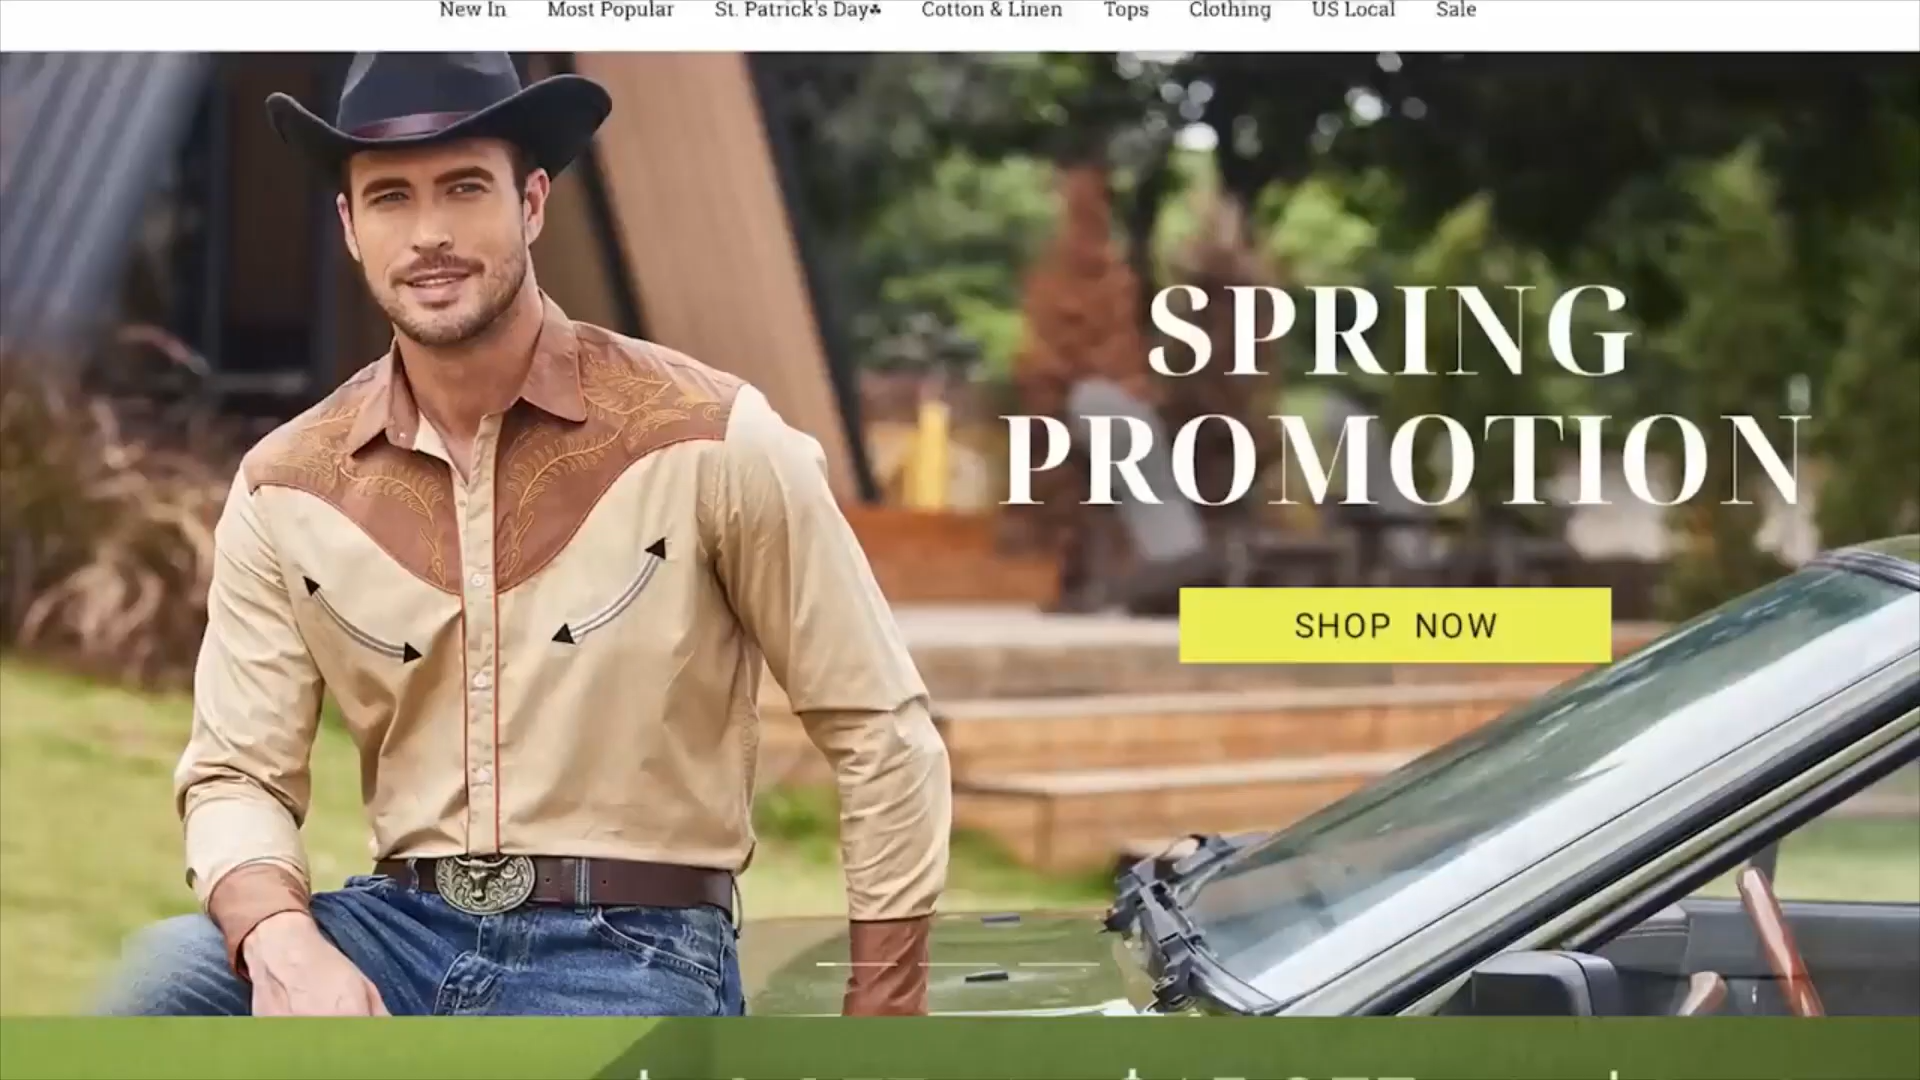 New In Most Popular St. Patrick's Day☘ Cotton & Linen Tops Clothing US Local Sale
SPRING
PROMOTION
SHOP NOW